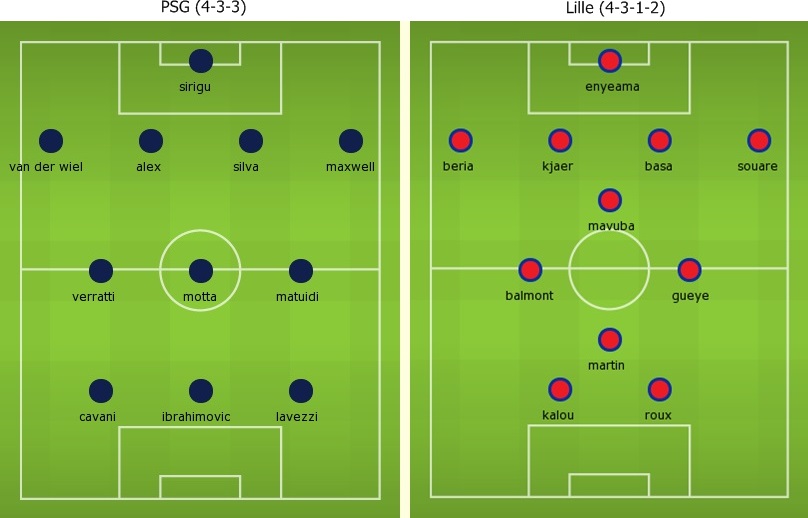 PSG (4-3-3)
sirigu
van der wiel
alex
silva
maxwell
verratti
motta
matuidi
cavani
ibrahimovic
lavezzi
Lille (4-3-1-2)
enyeama
beria
kjaer
basa
souare
mavuba
balmont
gueye
martin
kalou
roux